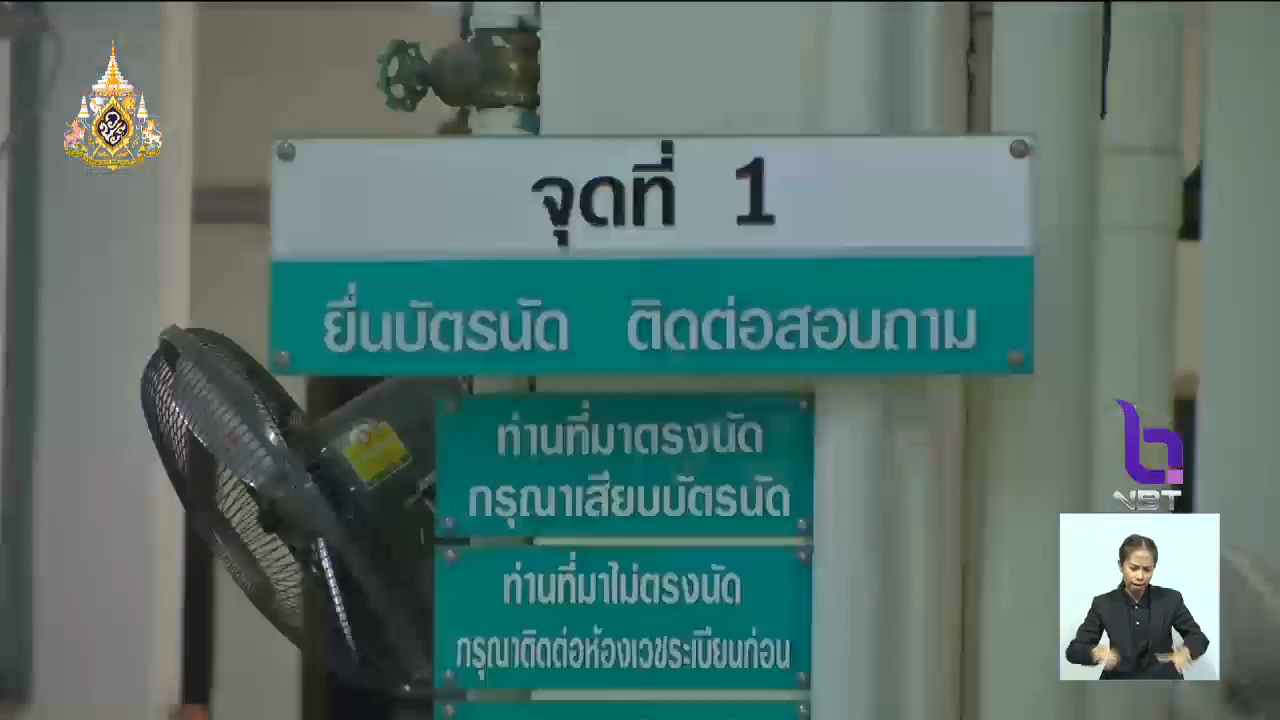 จุดที่ 1
ยื่นบัตรนัด ติดต่อสอบถาม
ท่านที่มาตรงนัด
กรุณาเสียบบัตรนัด
ท่านที่มาไม่ตรงนัด
กรุณาติดต่อห้องเวชระเบียนก่อน
NBT